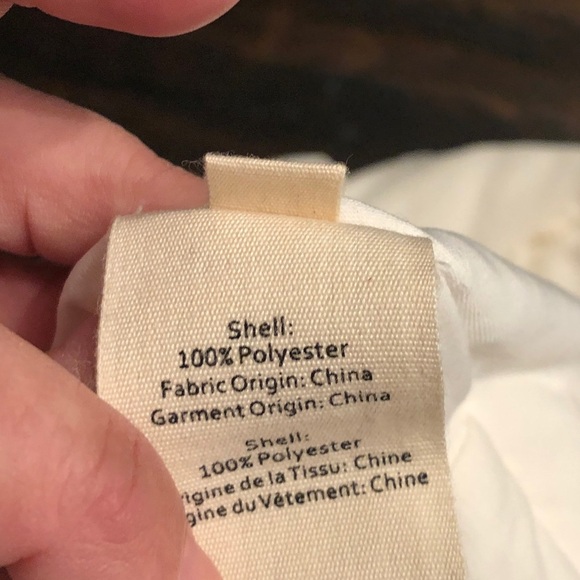 Shell:
100% Polyester
Fabric Origin: China
Garment Origin: China
Shell:
100% Polyester
de la Tissu: Chine
du Vêtement: Chine